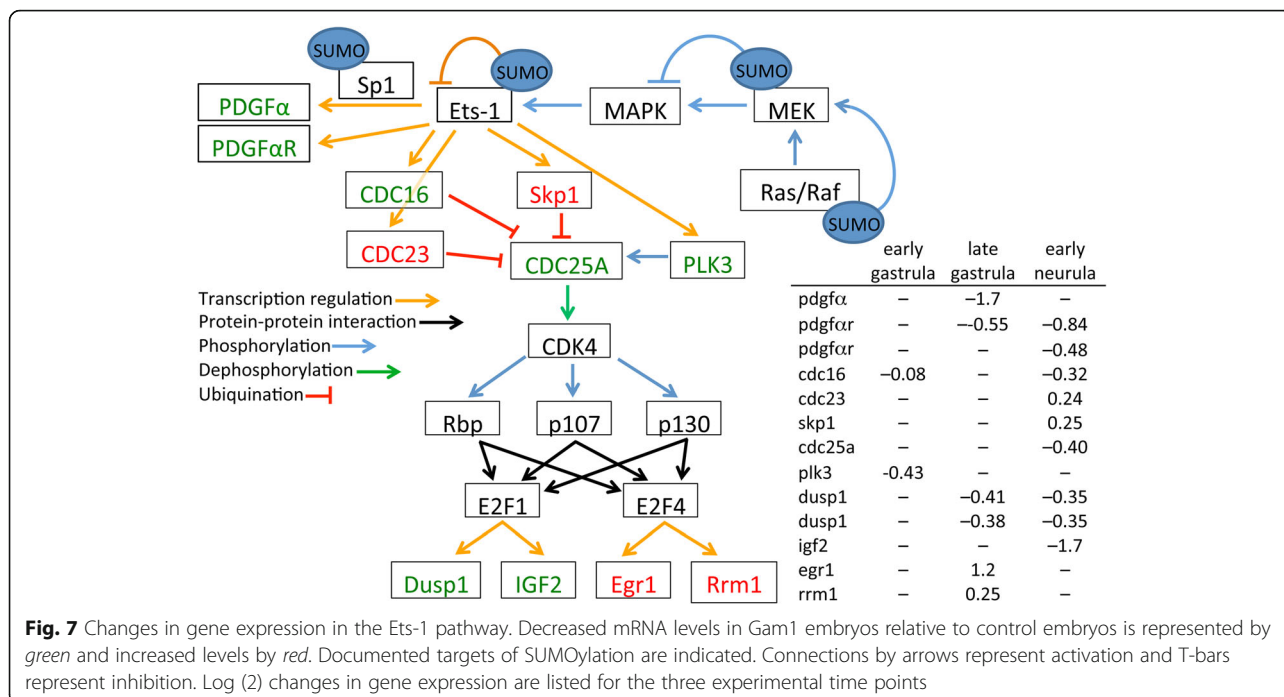 SUMO
Sp1
SUMO
SUMO
PDGFα
Ets-1
MAPK
MEK
PDGFαR
CDC16
Skp1
Ras/Raf
SUMO
CDC23
CDC25A
PLK3
Transcription regulation
Protein-protein interaction
Phosphorylation
Dephosphorylation
Ubiquination
CDK4
Rbp p107 p130
E2F1 E2F4
Dusp1 IGF2 Egr1 Rrm1
early late early
gastrula gastrula neurula
pdgfα – –1.7 –
pdgfαr – –-0.55 –0.84
pdgfαr – – –0.48
cdc16 –0.08 – –0.32
cdc23 – – 0.24
skp1 – – 0.25
cdc25a – – –0.40
plk3 -0.43 – –
dusp1 – –0.41 –0.35
dusp1 – –0.38 –0.35
igf2 – – –1.7
egr1 – 1.2 –
rrm1 – 0.25 –
Fig. 7 Changes in gene expression in the Ets-1 pathway. Decreased mRNA levels in Gam1 embryos relative to control embryos is represented by
green and increased levels by red. Documented targets of SUMOylation are indicated. Connections by arrows represent activation and T-bars
represent inhibition. Log (2) changes in gene expression are listed for the three experimental time points